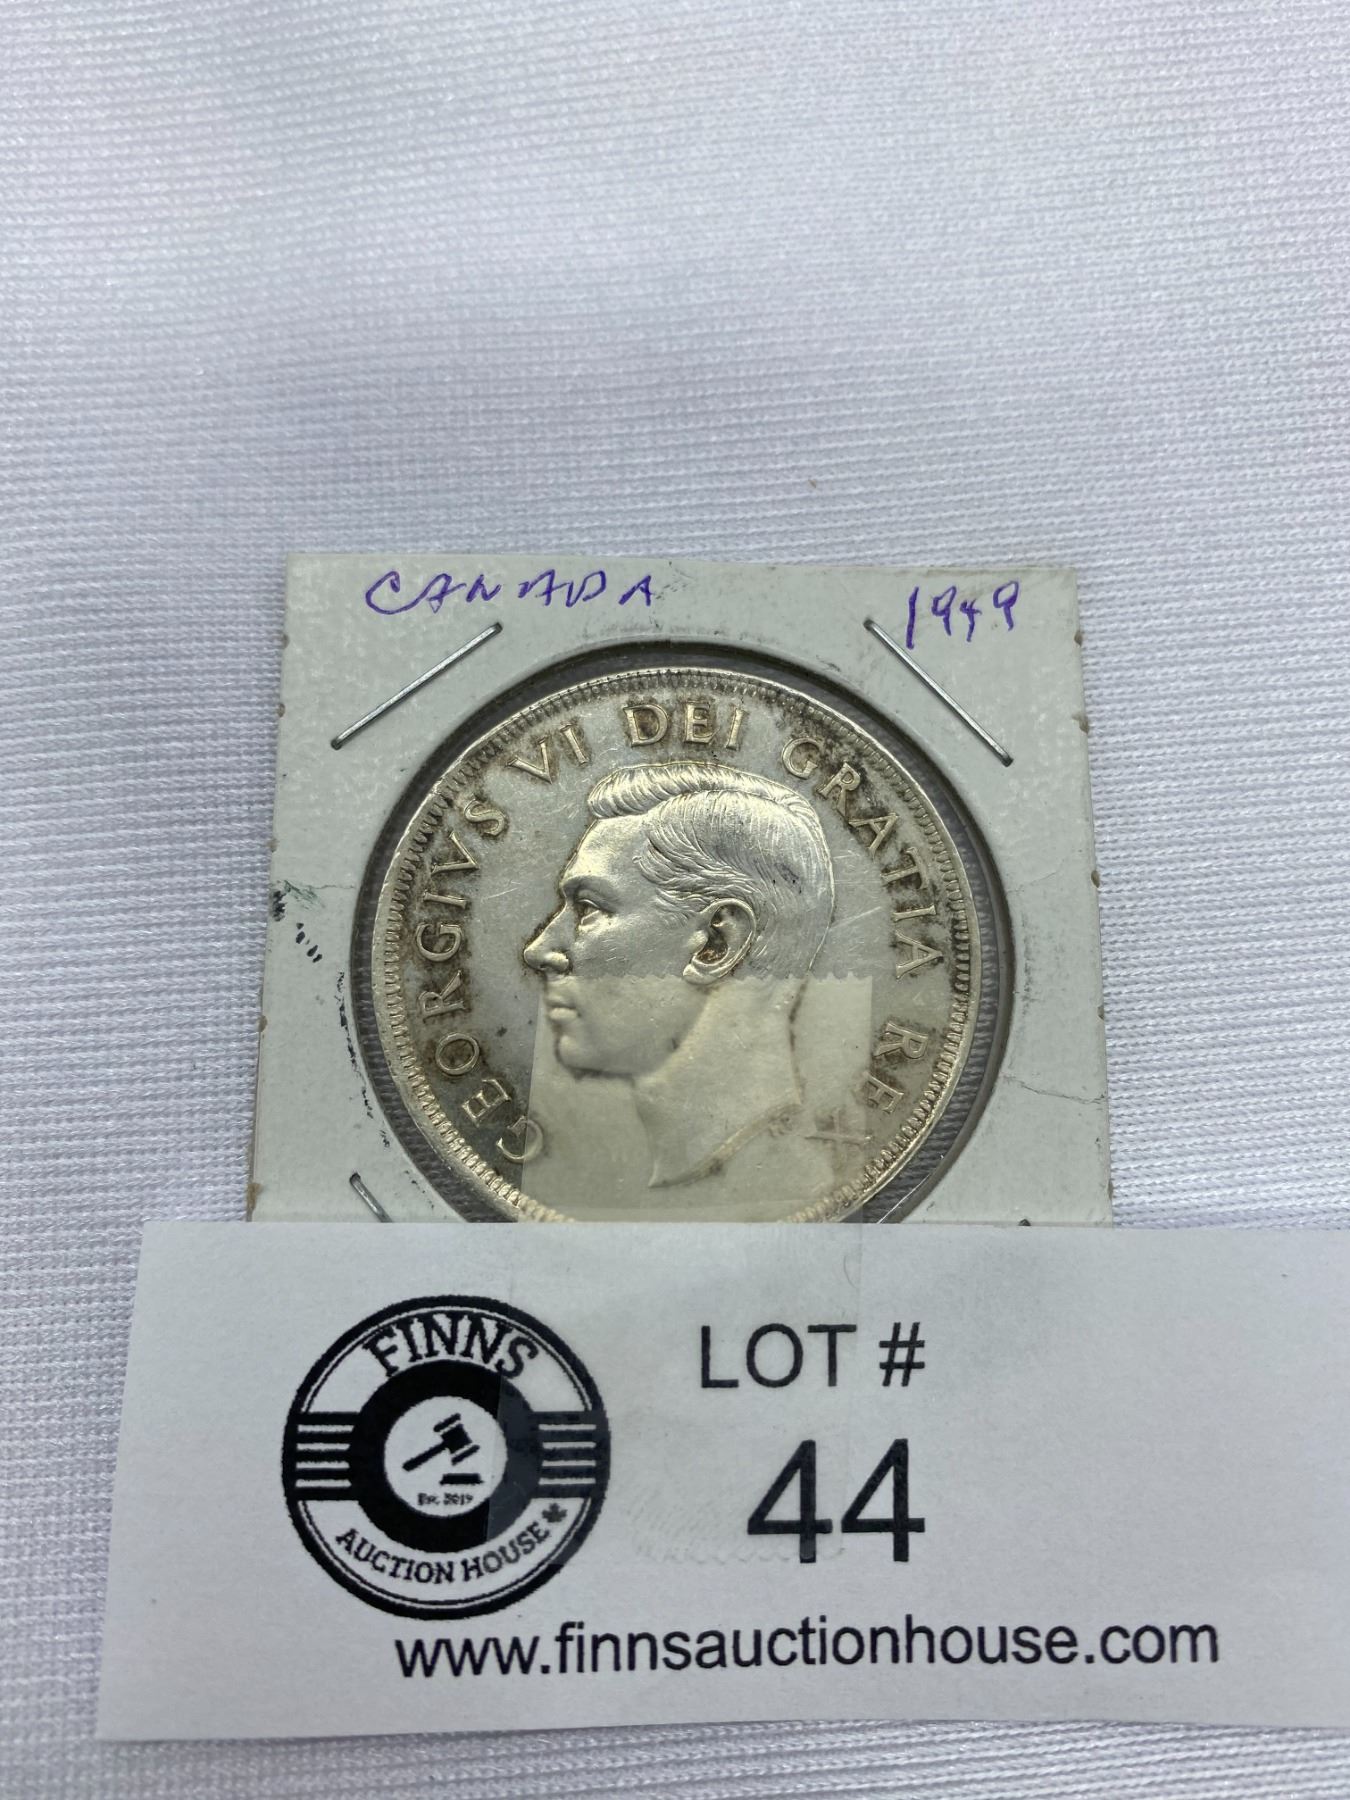 CANADA 1949
GEORGIVS VI DEI GRATIA REX
FINNS
EST. 2019
AUCTION HOUSE
LOT #
44
www.finnsauctionhouse.com